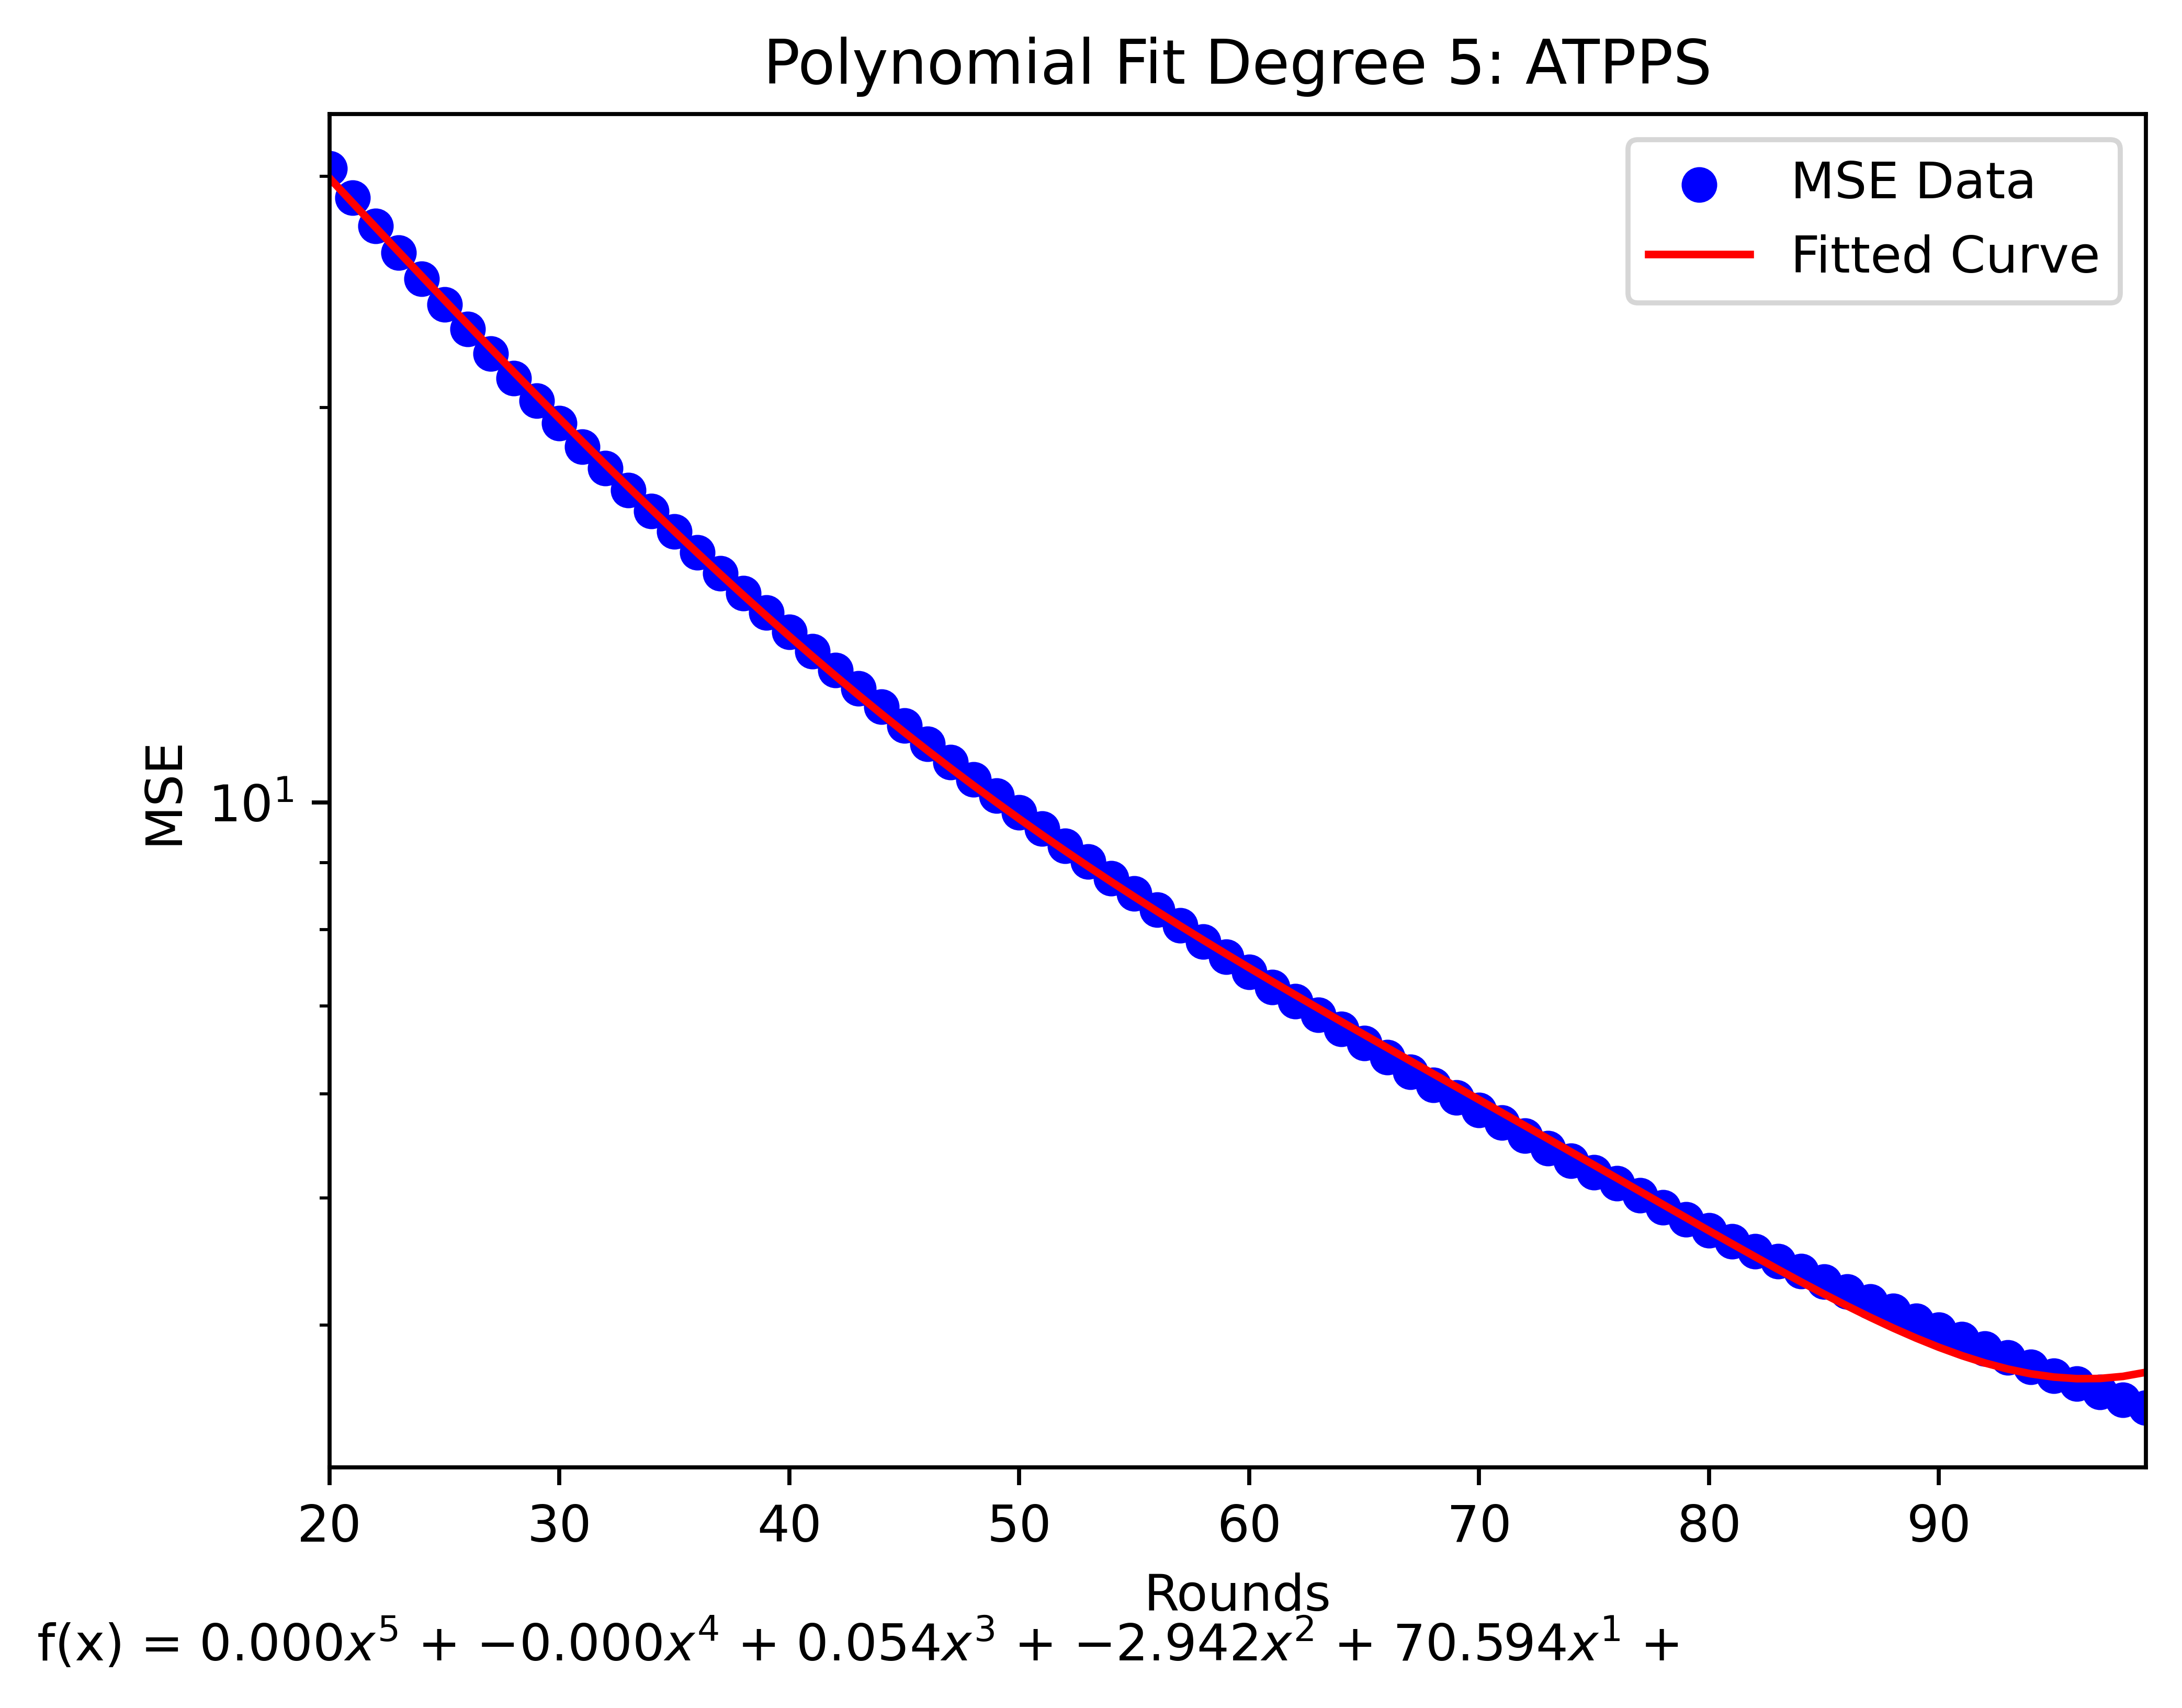 Polynomial Fit Degree 5: ATPPS
MSE Data
Fitted Curve
MSE
10¹
20 30 40 50 60 70 80 90
Rounds
f(x) = 0.000x⁵ + −0.000x⁴ + 0.054x³ + −2.942x² + 70.594x¹ +